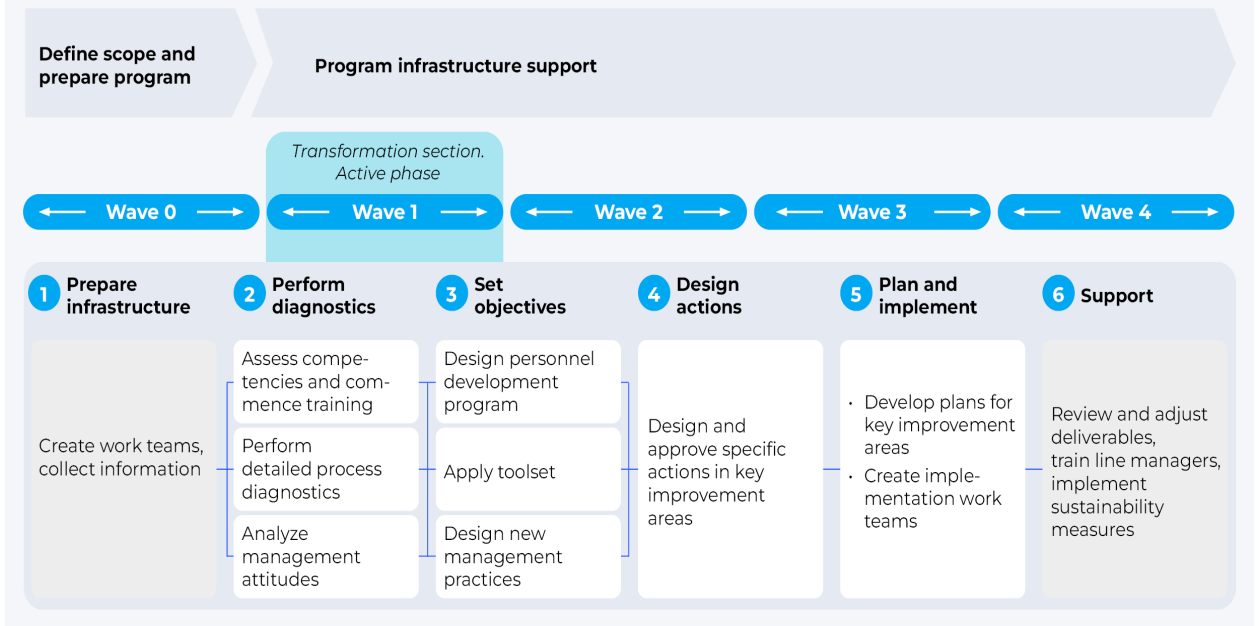 Define scope and
prepare program
Program infrastructure support
Transformation section.
Active phase
Wave 0
Wave 1
Wave 2
Wave 3
Wave 4
1
Prepare
infrastructure
2
Perform
diagnostics
3
Set
objectives
4
Design
actions
5
Plan and
implement
6
Support
Create work teams,
collect information
Assess compe-
tencies and com-
mence training
Perform
detailed process
diagnostics
Analyze
management
attitudes
Design personnel
development
program
Apply toolset
Design new
management
practices
Design and
approve specific
actions in key
improvement
areas
• Develop plans for
key improvement
areas
• Create imple-
mentation work
teams
Review and adjust
deliverables,
train line managers,
implement
sustainability
measures